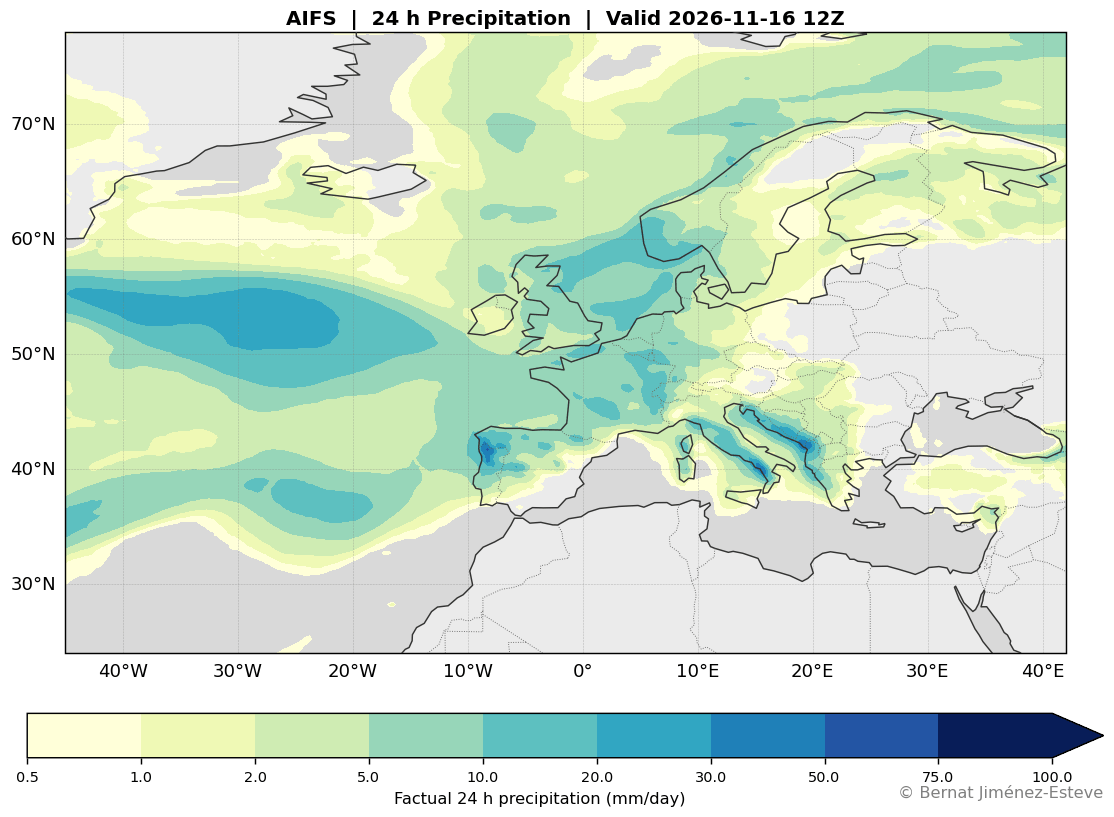 AIFS | 24 h Precipitation | Valid 2026-11-16 12Z
70°N
60°N
50°N
40°N
30°N
40°W 30°W 20°W 10°W 0° 10°E 20°E 30°E 40°E
0.5 1.0 2.0 5.0 10.0 20.0 30.0 50.0 75.0 100.0
Factual 24 h precipitation (mm/day)
© Bernat Jiménez-Esteve